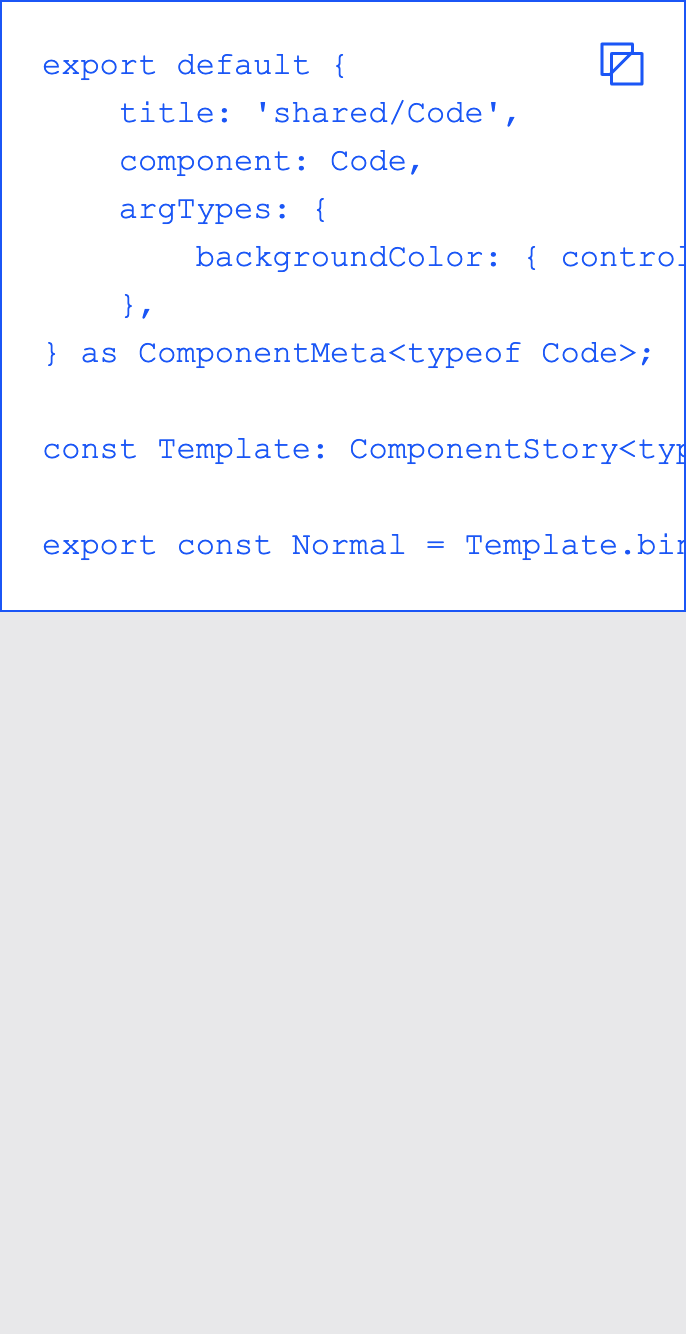 export default {
    title: 'shared/Code',
    component: Code,
    argTypes: {
        backgroundColor: { control
    },
} as ComponentMeta<typeof Code>;
const Template: ComponentStory<typ
export const Normal = Template.bin